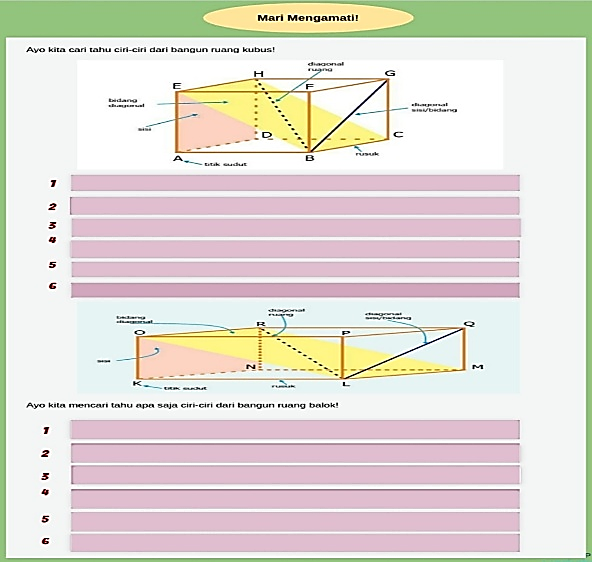 Mari Mengamati!
Ayo kita cari tahu ciri-ciri dari bangun ruang kubus!
diagonal
ruang
H
G
E
F
bidang
diagonal
diagonal
sisi/bidang
sisi
D
C
A
B
rusuk
titik sudut
1
2
3
4
5
6
diagonal
ruang
bidang
diagonal
diagonal
sisi/bidang
O
R
P
Q
sisi
N
M
K
L
titik sudut
rusuk
Ayo kita mencari tahu apa saja ciri-ciri dari bangun ruang balok!
1
2
3
4
5
6
P